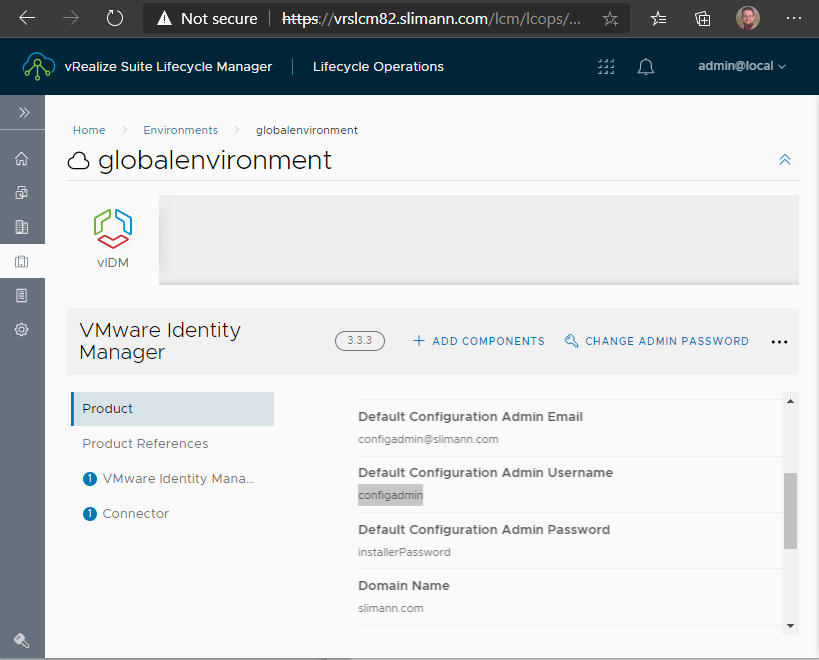 Not secure
https://vrslcm82.slimann.com/lcm/lcops/...
vRealize Suite Lifecycle Manager
Lifecycle Operations
admin@local
Home
Environments
globalenvironment
globalenvironment
vIDM
VMware Identity
Manager
3.3.3
ADD COMPONENTS
CHANGE ADMIN PASSWORD
Product
Product References
1 VMware Identity Mana...
1 Connector
Default Configuration Admin Email
configadmin@slimann.com
Default Configuration Admin Username
configadmin
Default Configuration Admin Password
installerPassword
Domain Name
slimann.com